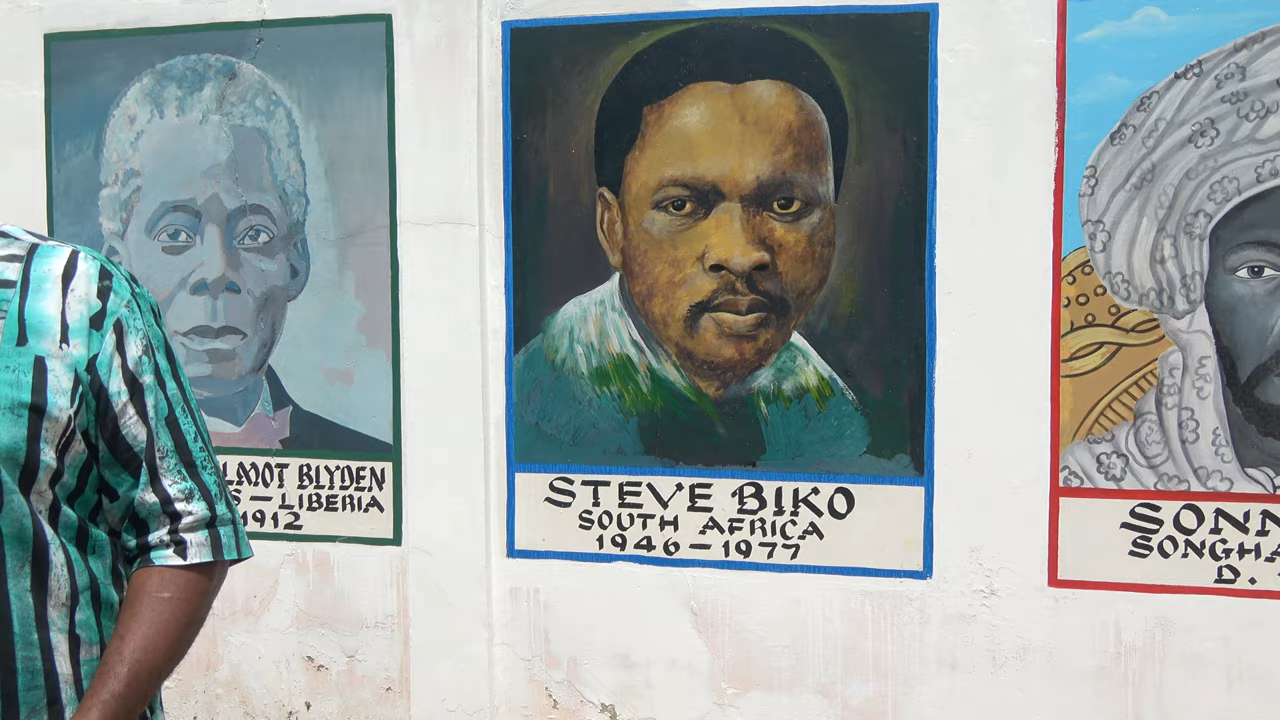 LMOT BLYDEN
S – LIBERIA
1912
STEVE BIKO
SOUTH AFRICA
1946 – 1977
SONN
SONGHA
D.